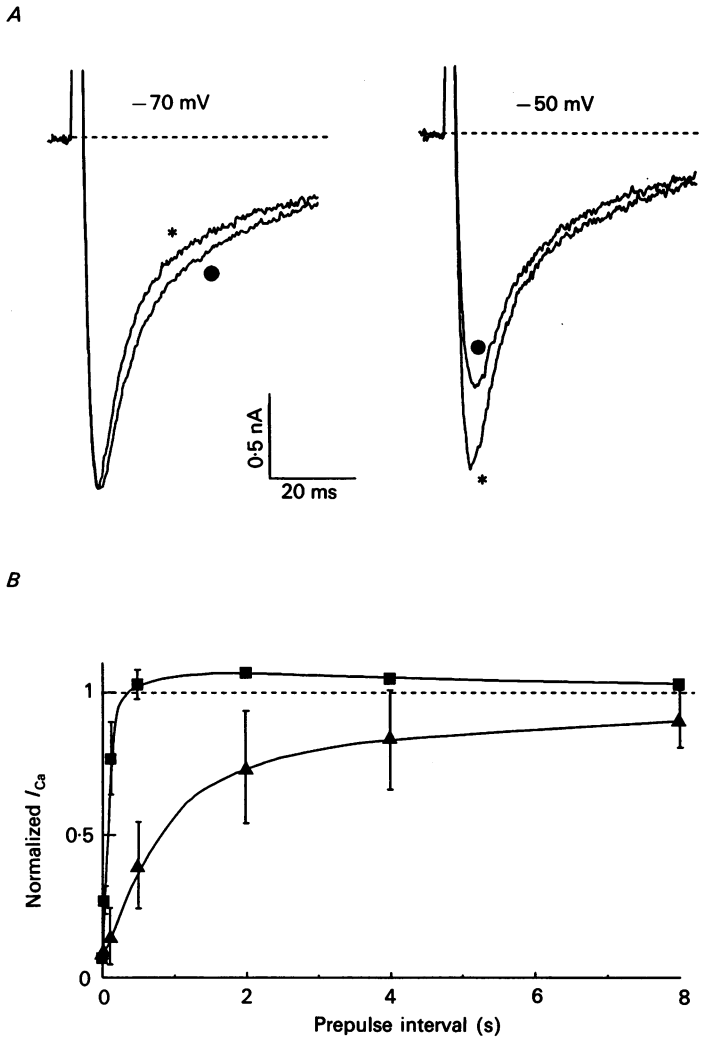 A
−70 mV
−50 mV
*
*
0·5 nA
20 ms
B
Normalized I_Ca
1
0·5
0
0
2
4
6
8
Prepulse interval (s)